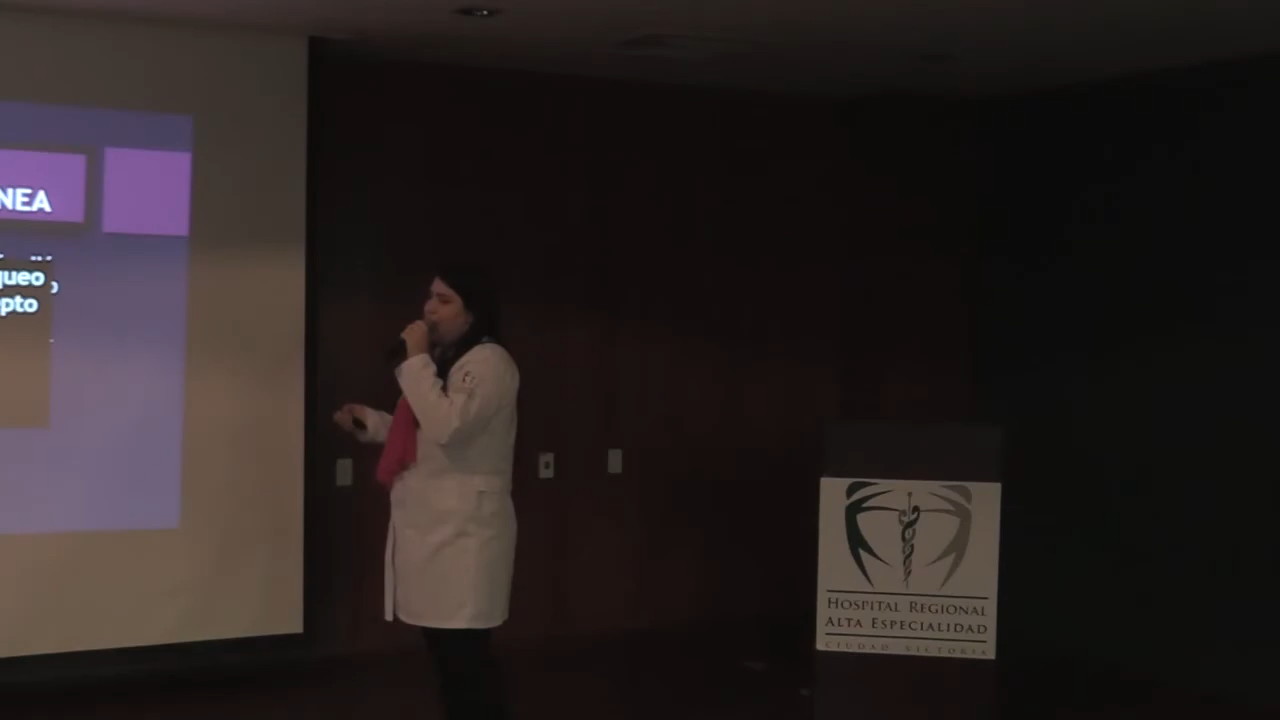 NEA
queo
pto
HOSPITAL REGIONAL
ALTA ESPECIALIDAD
CIUDAD VICTORIA